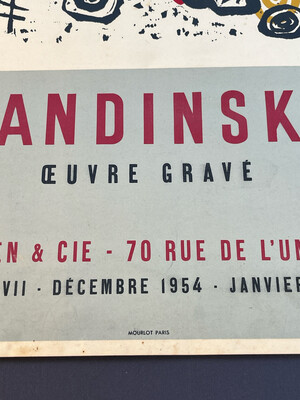 ANDINSK
ŒUVRE GRAVÉ
EN & CIE - 70 RUE DE L'UN
VII · DÉCEMBRE 1954 · JANVIER
MOURLOT PARIS